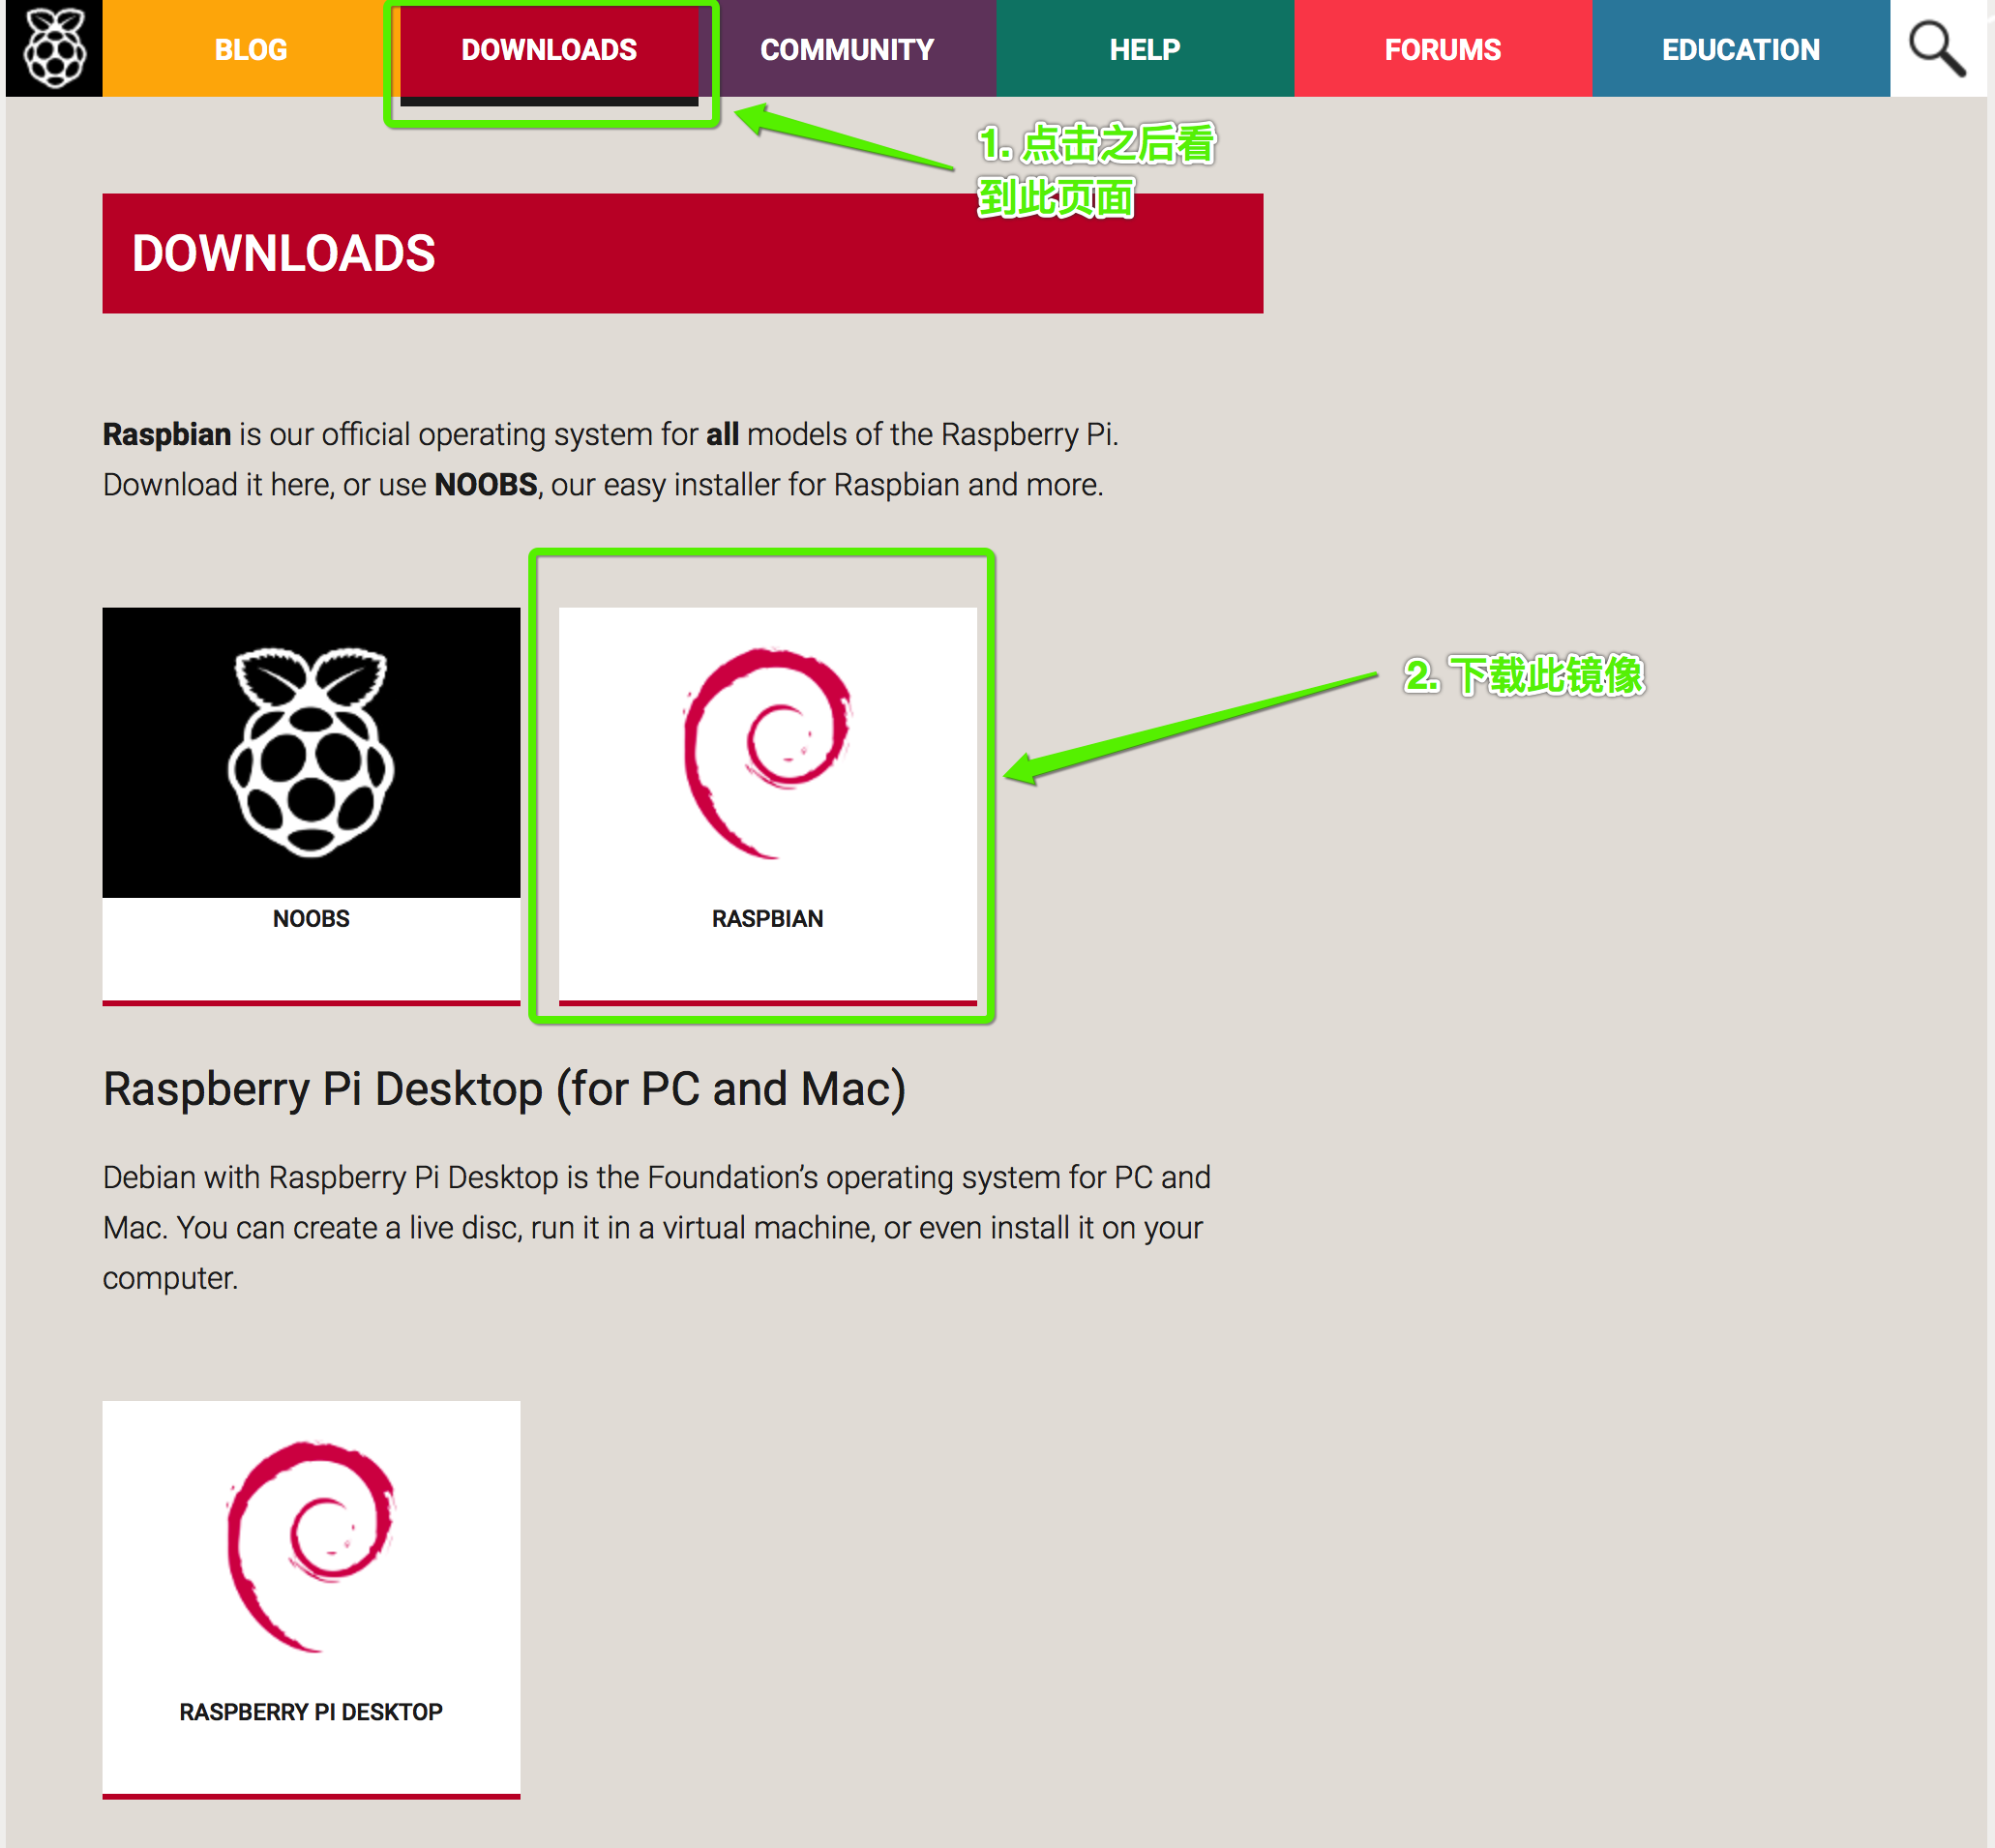 BLOG
DOWNLOADS
COMMUNITY
HELP
FORUMS
EDUCATION
1. 点击之后看
到此页面
DOWNLOADS
Raspbian is our official operating system for all models of the Raspberry Pi.
Download it here, or use NOOBS, our easy installer for Raspbian and more.
2. 下载此镜像
NOOBS
RASPBIAN
Raspberry Pi Desktop (for PC and Mac)
Debian with Raspberry Pi Desktop is the Foundation’s operating system for PC and
Mac. You can create a live disc, run it in a virtual machine, or even install it on your
computer.
RASPBERRY PI DESKTOP